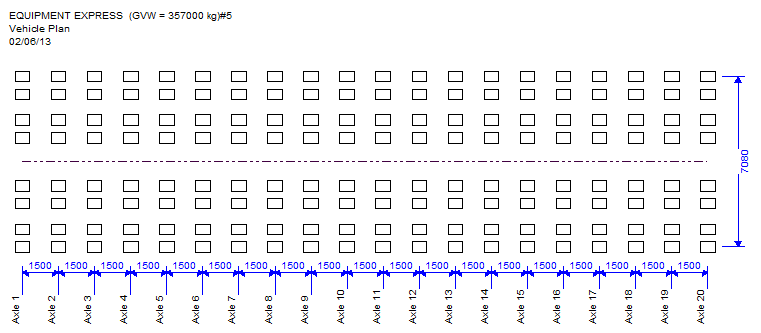 EQUIPMENT EXPRESS (GVW = 357000 kg)#5
Vehicle Plan
02/06/13
7080
1500 1500 1500 1500 1500 1500 1500 1500 1500 1500 1500 1500 1500 1500 1500 1500 1500 1500 1500
Axle 1 Axle 2 Axle 3 Axle 4 Axle 5 Axle 6 Axle 7 Axle 8 Axle 9 Axle 10 Axle 11 Axle 12 Axle 13 Axle 14 Axle 15 Axle 16 Axle 17 Axle 18 Axle 19 Axle 20